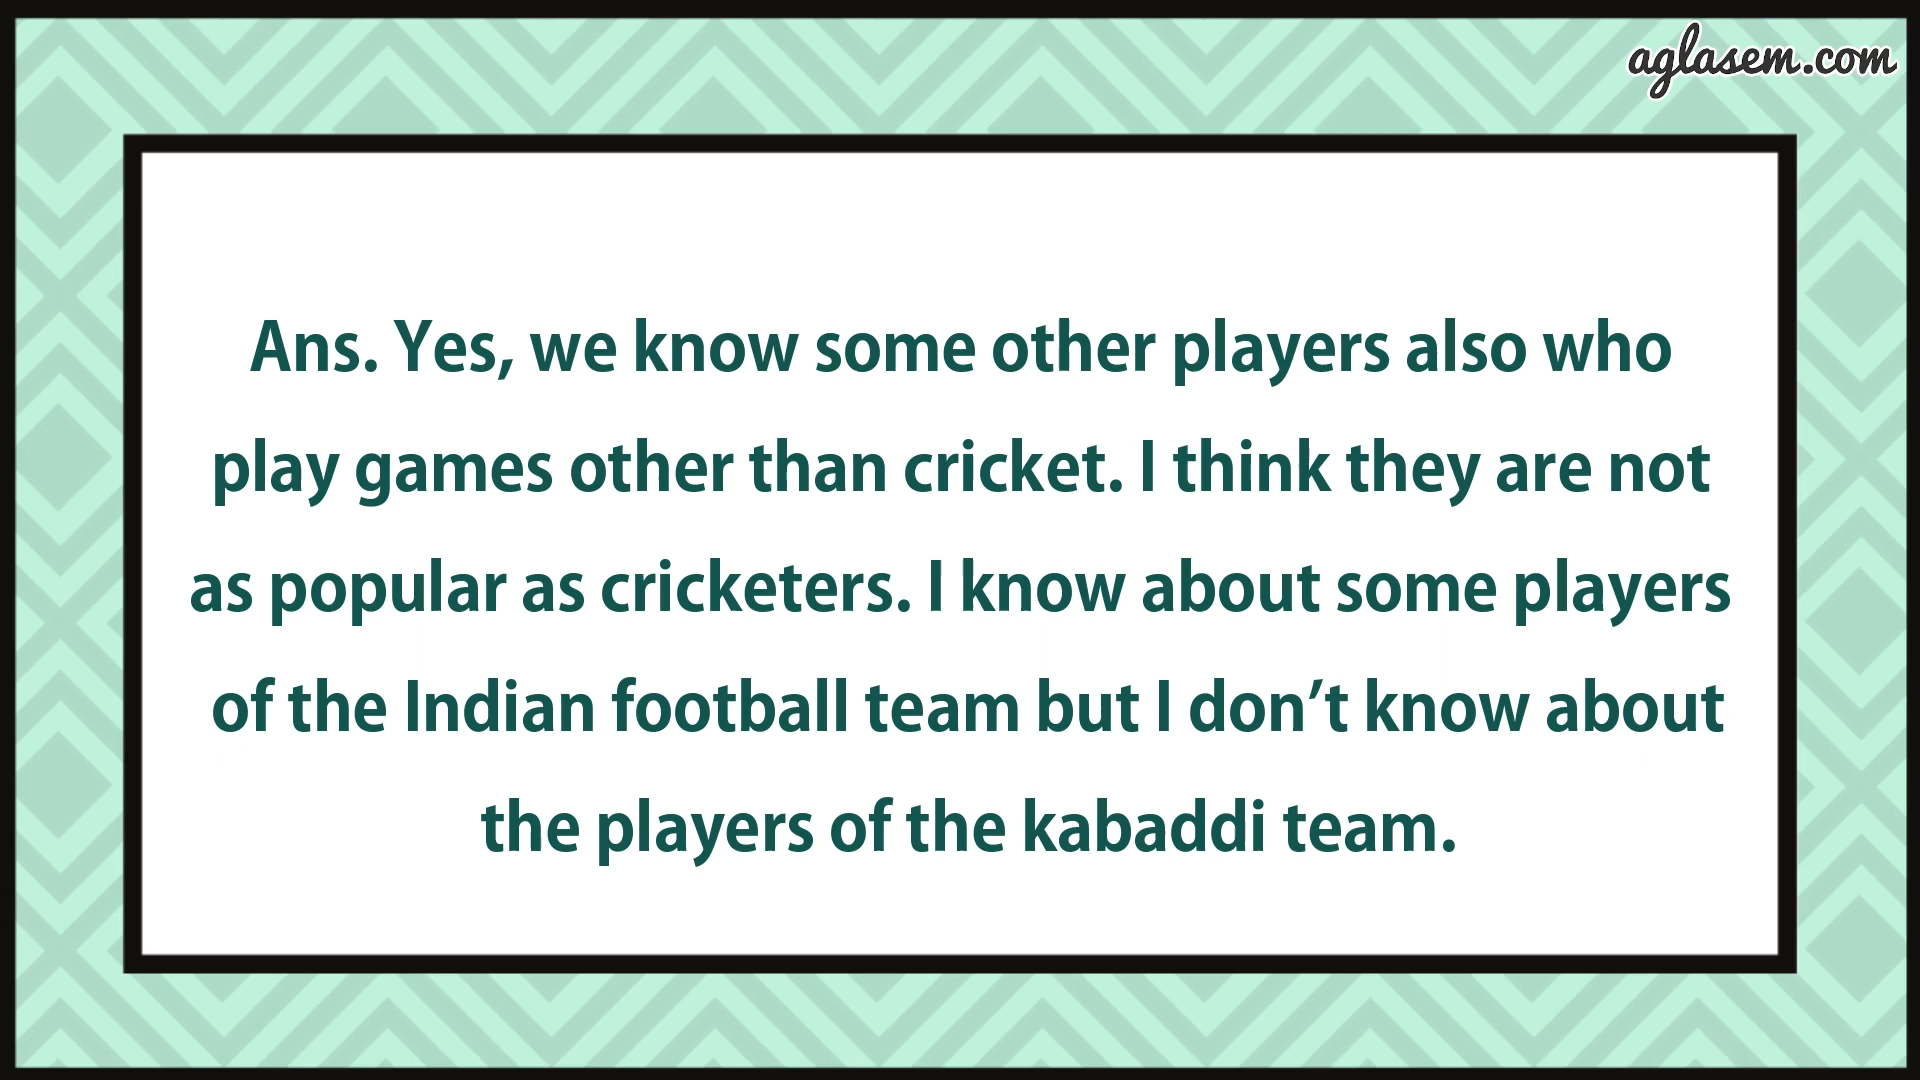 aglasem.com
Ans. Yes, we know some other players also who
play games other than cricket. I think they are not
as popular as cricketers. I know about some players
of the Indian football team but I don’t know about
the players of the kabaddi team.